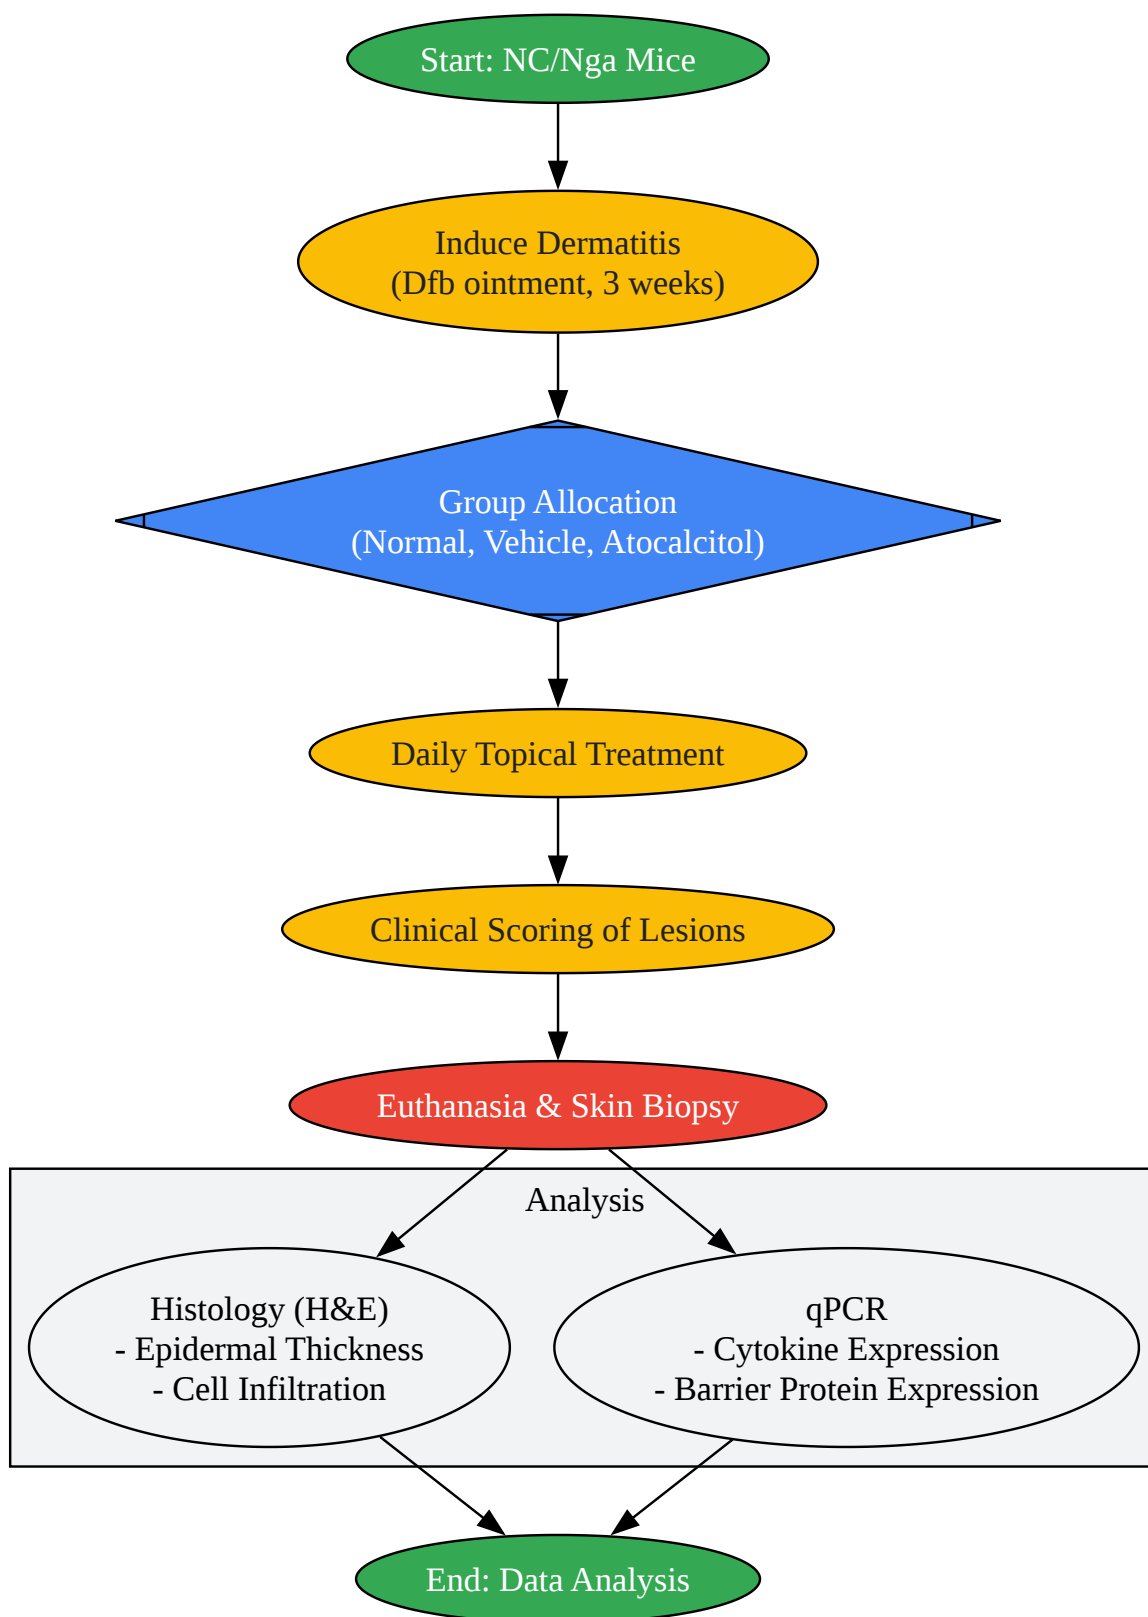 Start: NC/Nga Mice
Induce Dermatitis
(Dfb ointment, 3 weeks)
Group Allocation
(Normal, Vehicle, Atocalcitol)
Daily Topical Treatment
Clinical Scoring of Lesions
Euthanasia & Skin Biopsy
Analysis
Histology (H&E)
- Epidermal Thickness
- Cell Infiltration
qPCR
- Cytokine Expression
- Barrier Protein Expression
End: Data Analysis